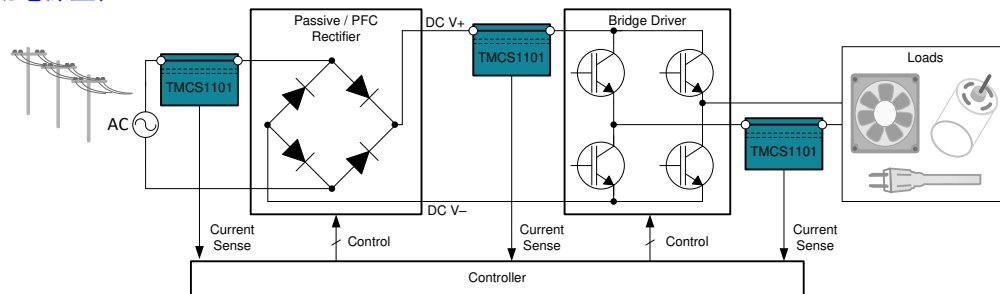 Passive / PFC
Rectifier
DC V+
TMCS1101
Bridge Driver
Loads
TMCS1101
AC
TMCS1101
DC V–
Current
Sense
Control
Current
Sense
Control
Current
Sense
Controller